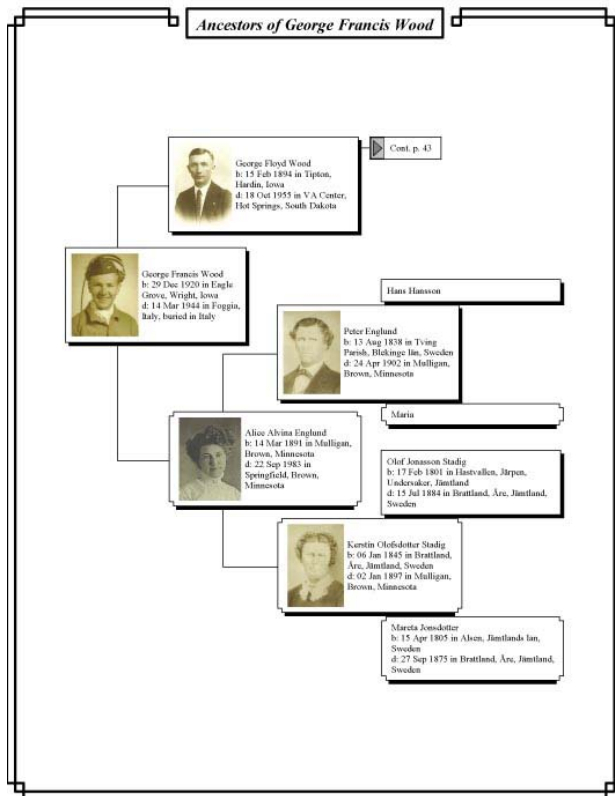 Ancestors of George Francis Wood
George Floyd Wood
b: 15 Feb 1894 in Tipton,
Hardin, Iowa
d: 18 Oct 1955 in VA Center,
Hot Springs, South Dakota
Cont. p. 43
George Francis Wood
b: 29 Dec 1920 in Eagle
Grove, Wright, Iowa
d: 14 Mar 1944 in Foggia,
Italy, buried in Italy
Hans Hansson
Peter Englund
b: 13 Aug 1838 in Tving
Parish, Blekinge län, Sweden
d: 24 Apr 1902 in Mulligan,
Brown, Minnesota
Maria
Alice Alvina Englund
b: 14 Mar 1891 in Mulligan,
Brown, Minnesota
d: 22 Sep 1983 in
Springfield, Brown,
Minnesota
Olof Jonasson Stadig
b: 17 Feb 1801 in Hastvallen, Järpen,
Undersaker, Jämtland
d: 15 Jul 1884 in Brattland, Åre, Jämtland,
Sweden
Kerstin Olofsdotter Stadig
b: 06 Jan 1845 in Brattland,
Åre, Jämtland, Sweden
d: 02 Jan 1897 in Mulligan,
Brown, Minnesota
Mareta Jonsdotter
b: 15 Apr 1805 in Alsen, Jämtlands lan,
Sweden
d: 27 Sep 1875 in Brattland, Åre, Jämtland,
Sweden